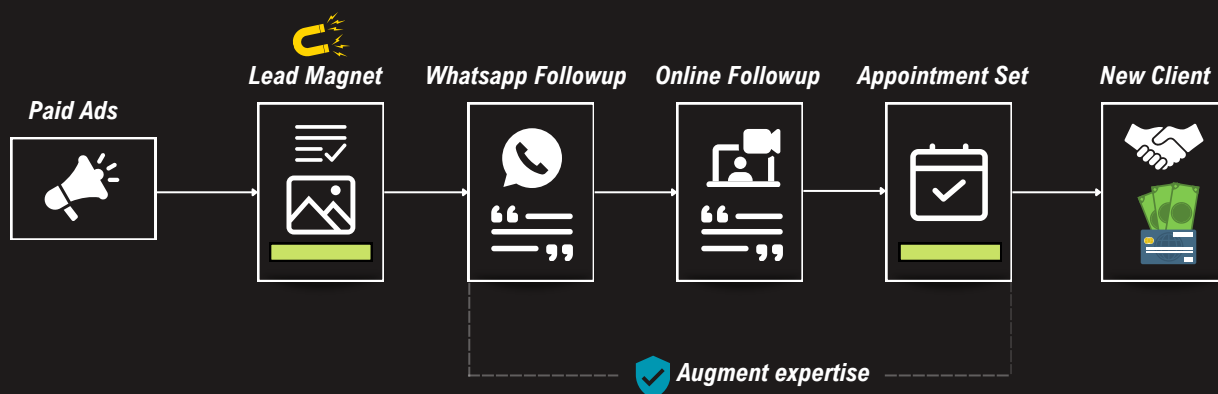 Paid Ads
Lead Magnet
Whatsapp Followup
Online Followup
Appointment Set
New Client
Augment expertise